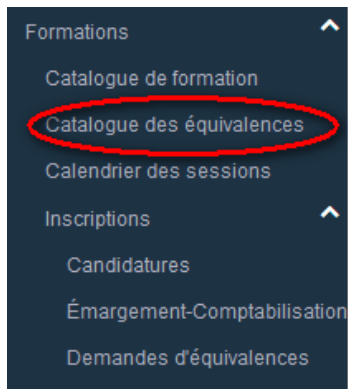 Formations
Catalogue de formation
Catalogue des équivalences
Calendrier des sessions
Inscriptions
Candidatures
Émargement-Comptabilisation
Demandes d'équivalences